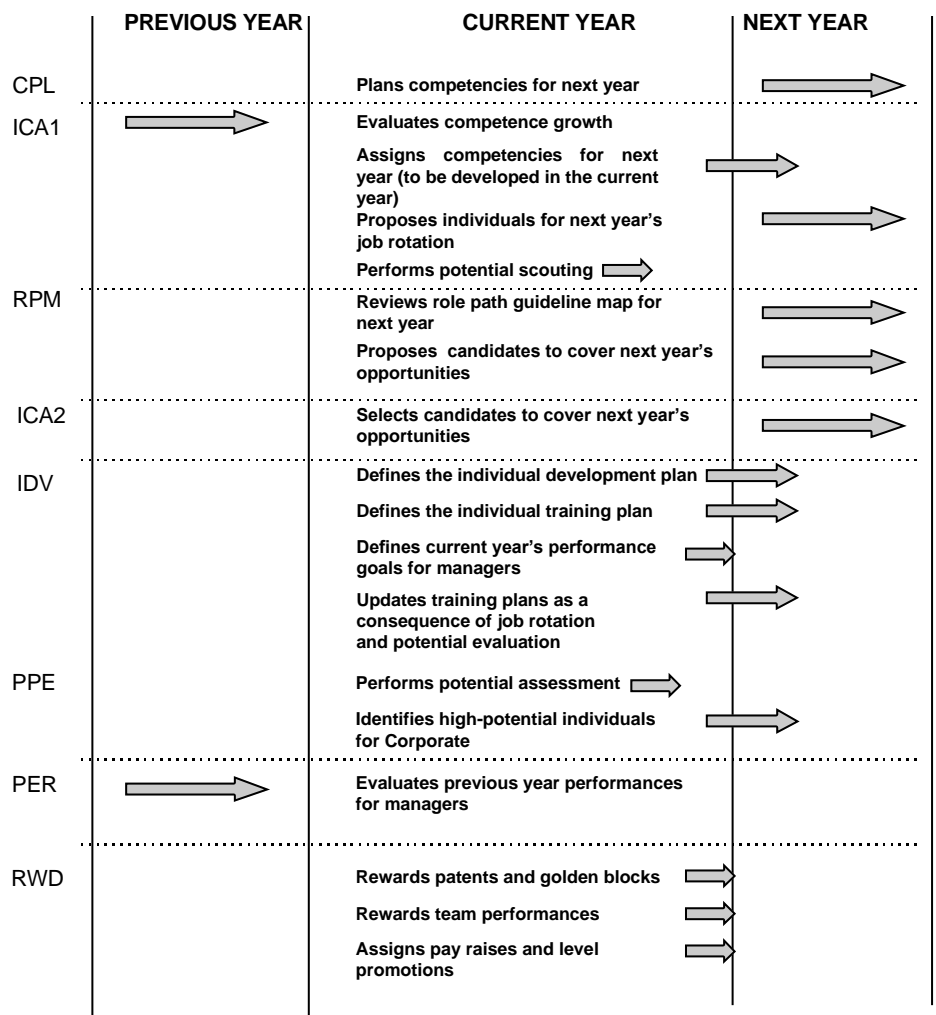 PREVIOUS YEAR CURRENT YEAR NEXT YEAR
CPL Plans competencies for next year
ICA1 Evaluates competence growth
Assigns competencies for next
year (to be developed in the current
year)
Proposes individuals for next year's
job rotation
Performs potential scouting
RPM Reviews role path guideline map for
next year
Proposes candidates to cover next year's
opportunities
ICA2 Selects candidates to cover next year's
opportunities
IDV Defines the individual development plan
Defines the individual training plan
Defines current year's performance
goals for managers
Updates training plans as a
consequence of job rotation
and potential evaluation
PPE Performs potential assessment
Identifies high-potential individuals
for Corporate
PER Evaluates previous year performances
for managers
RWD Rewards patents and golden blocks
Rewards team performances
Assigns pay raises and level
promotions